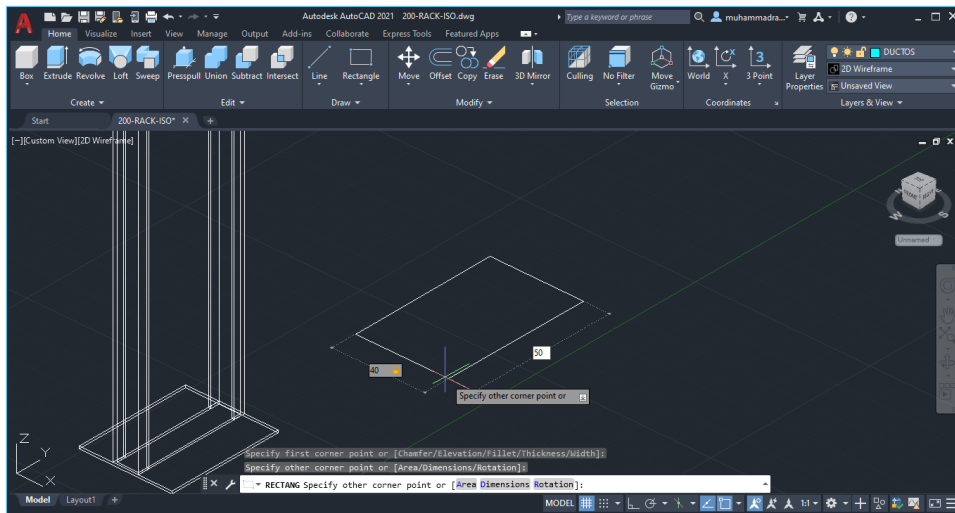 Autodesk AutoCAD 2021 200-RACK-ISO.dwg
Type a keyword or phrase
muhammadra...
Home Visualize Insert View Manage Output Add-ins Collaborate Express Tools Featured Apps
Box Extrude Revolve Loft Sweep Presspull Union Subtract Intersect Line Rectangle Move Offset Copy Erase 3D Mirror Culling No Filter Move Gizmo World X 3 Point Layer Properties
DUCTOS
2D Wireframe
Unsaved View
Create Edit Draw Modify Selection Coordinates Layers & View
Start 200-RACK-ISO*
[−][Custom View][2D Wireframe]
W S
Unnamed
50
40
Specify other corner point or
Z
Y
X
Specify first corner point or [Chamfer/Elevation/Fillet/Thickness/Width]:
Specify other corner point or [Area/Dimensions/Rotation]:
RECTANG Specify other corner point or [Area Dimensions Rotation]:
Model Layout1
MODEL 1:1